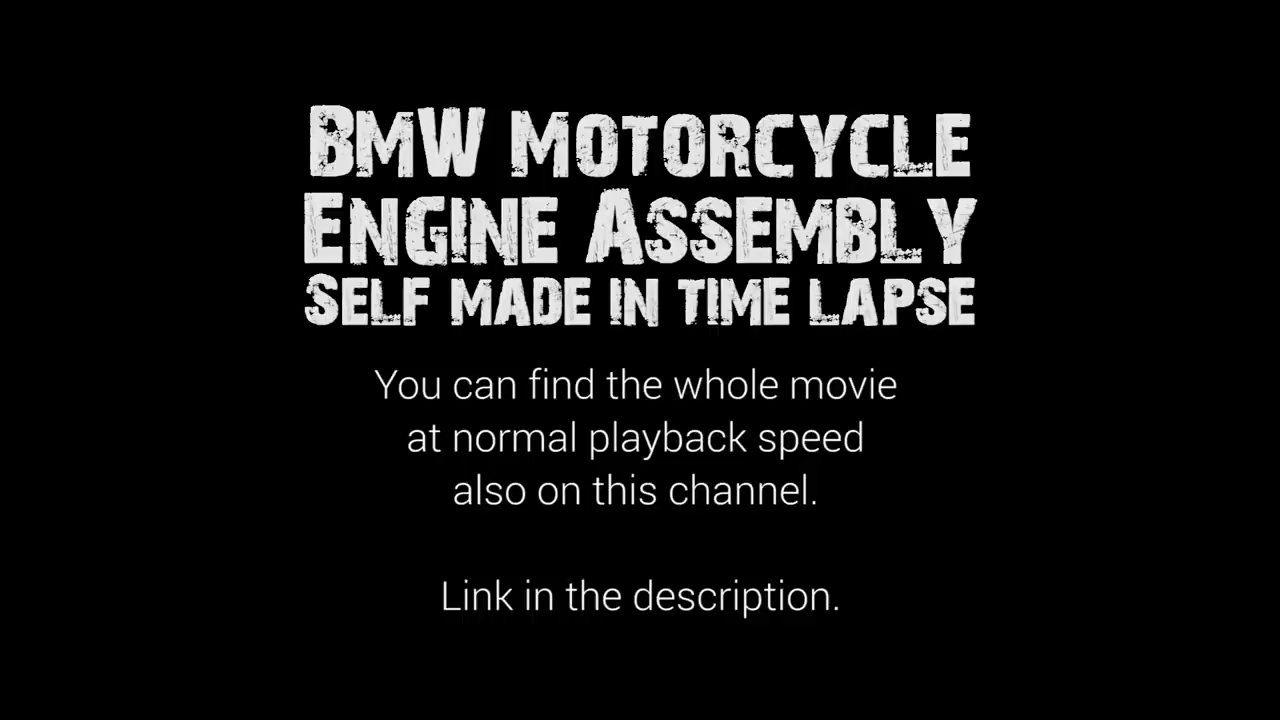 BMW MOTORCYCLE
ENGINE ASSEMBLY
SELF MADE IN TIME LAPSE
You can find the whole movie
at normal playback speed
also on this channel.
Link in the description.